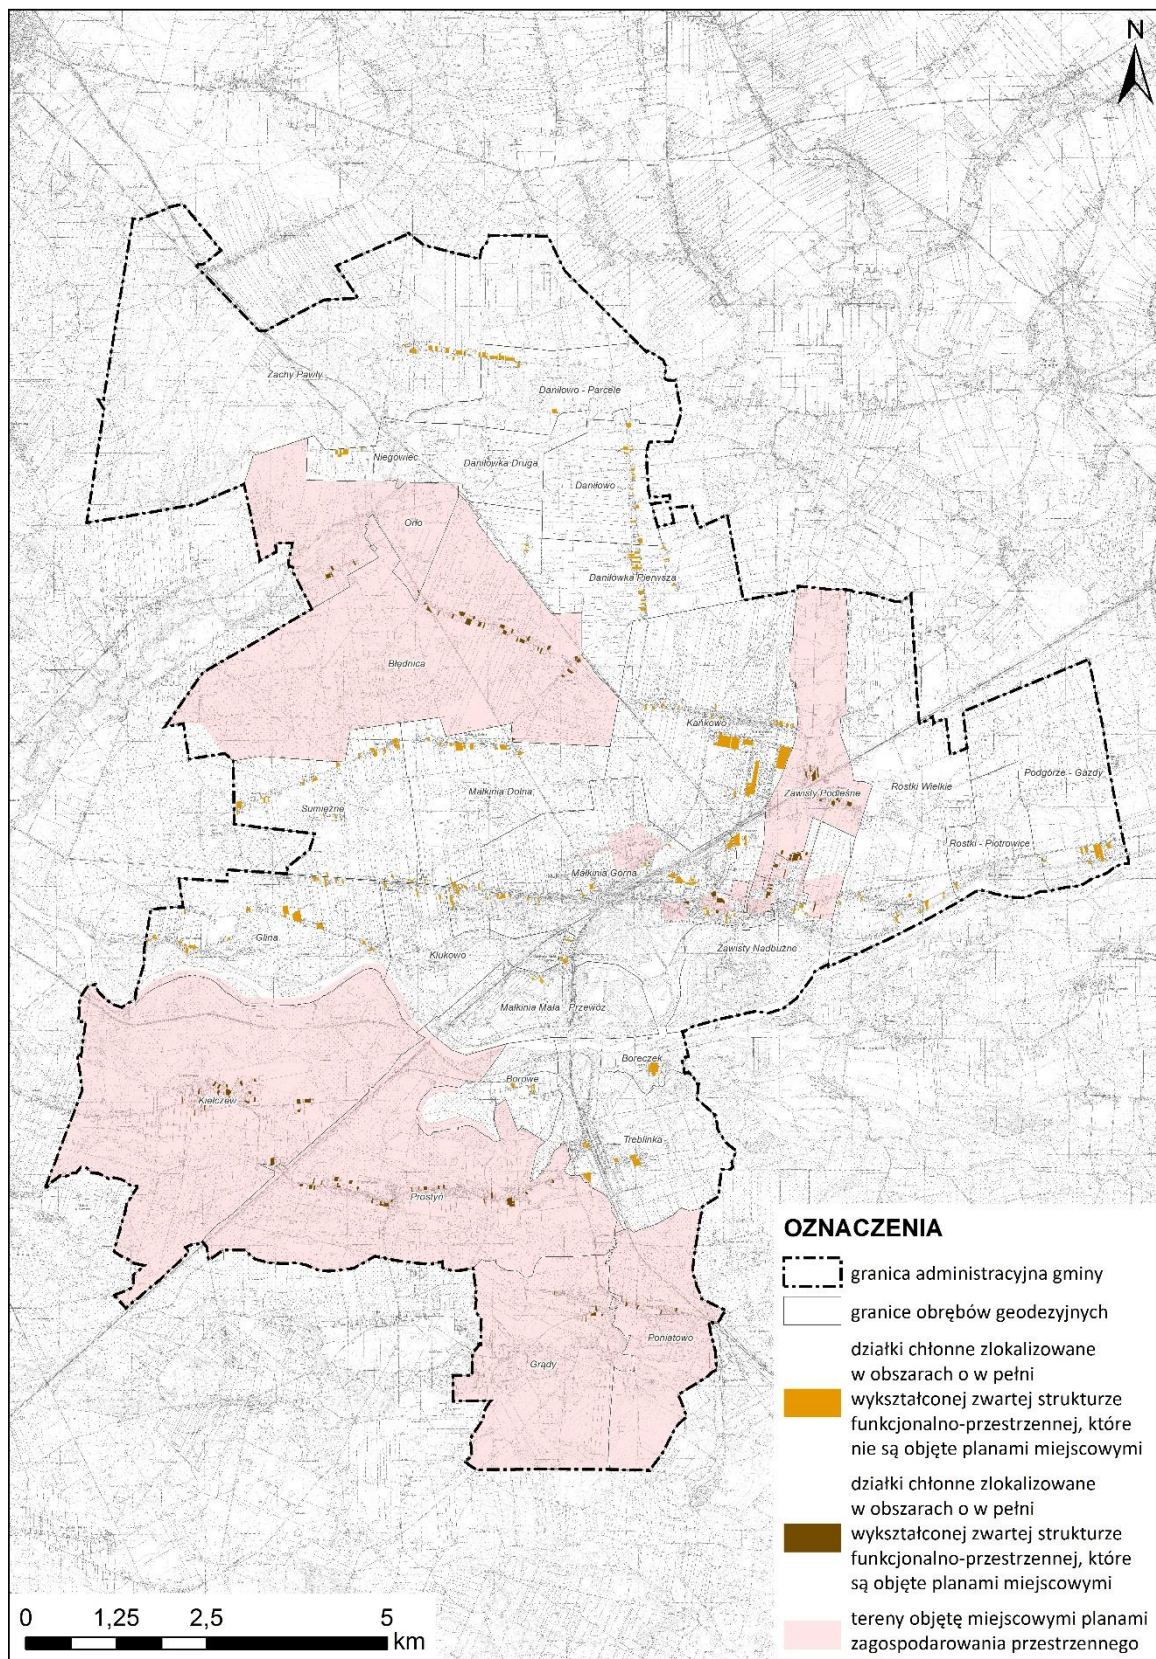 N
Żachy Pawły
Daniłowo - Parcele
Niegowiec
Daniłówka Druga
Daniłowo
Orło
Daniłówka Pierwsza
Błędnica
Kańkowo
Podgórze - Gazdy
Zawisty Podleśne
Rostki Wielkie
Małkinia Dolna
Sumiężne
Rostki - Piotrowice
Małkinia Górna
Glina
Klukowo
Zawisty Nadbużne
Małkinia Mała - Przewóz
Boreczek
Borowe
Kiełczew
Treblinka
Prostyń
Poniatowo
Grądy
OZNACZENIA
granica administracyjna gminy
granice obrębów geodezyjnych
działki chłonne zlokalizowane
w obszarach o w pełni
wykształconej zwartej strukturze
funkcjonalno-przestrzennej, które
nie są objęte planami miejscowymi
działki chłonne zlokalizowane
w obszarach o w pełni
wykształconej zwartej strukturze
funkcjonalno-przestrzennej, które
są objęte planami miejscowymi
tereny objętę miejscowymi planami
zagospodarowania przestrzennego
0 1,25 2,5 5
km